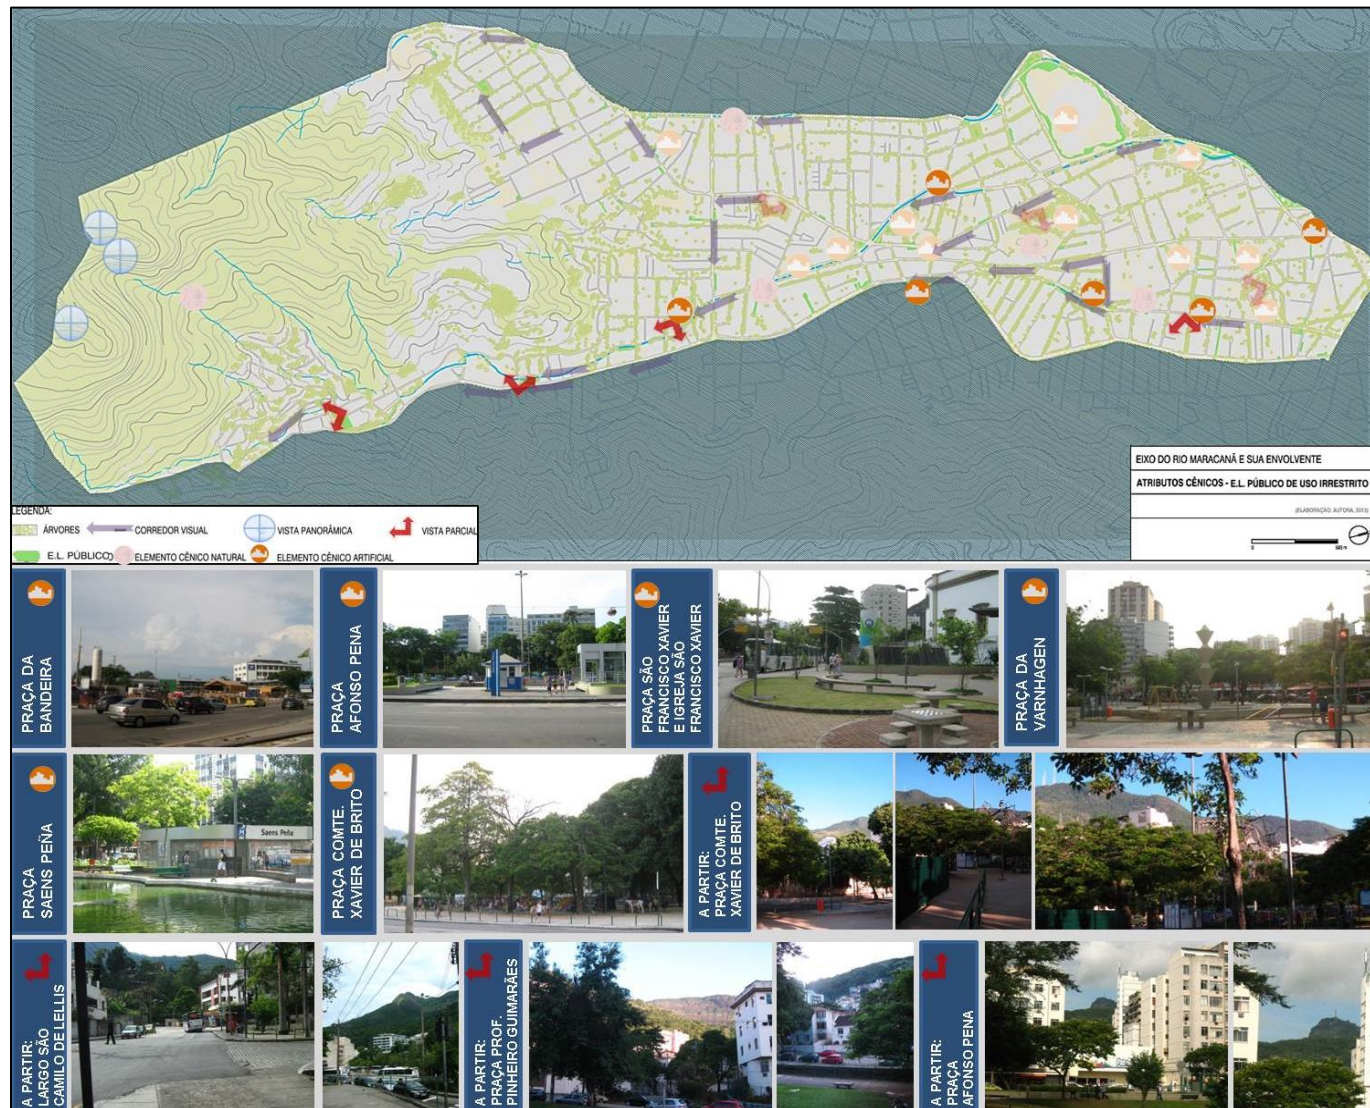 EIXO DO RIO MARACANÃ E SUA ENVOLVENTE
ATRIBUTOS CÊNICOS - E.L. PÚBLICO DE USO IRRESTRITO
(ELABORAÇÃO: AUTORA, 2013)
LEGENDA:
ÁRVORES
CORREDOR VISUAL
VISTA PANORÂMICA
VISTA PARCIAL
E.L. PÚBLICO
ELEMENTO CÊNICO NATURAL
ELEMENTO CÊNICO ARTIFICIAL
PRAÇA DA
BANDEIRA
PRAÇA
AFONSO PENA
PRAÇA SÃO
FRANCISCO XAVIER
E IGREJA SÃO
FRANCISCO XAVIER
PRAÇA DA
VARNHAGEN
PRAÇA
SAENS PEÑA
Saens Peña
PRAÇA COMTE.
XAVIER DE BRITO
A PARTIR:
PRAÇA COMTE.
XAVIER DE BRITO
A PARTIR:
LARGO SÃO
CAMILO DE LELLIS
A PARTIR:
PRAÇA PROF.
PINHEIRO GUIMARÃES
A PARTIR:
PRAÇA
AFONSO PENA